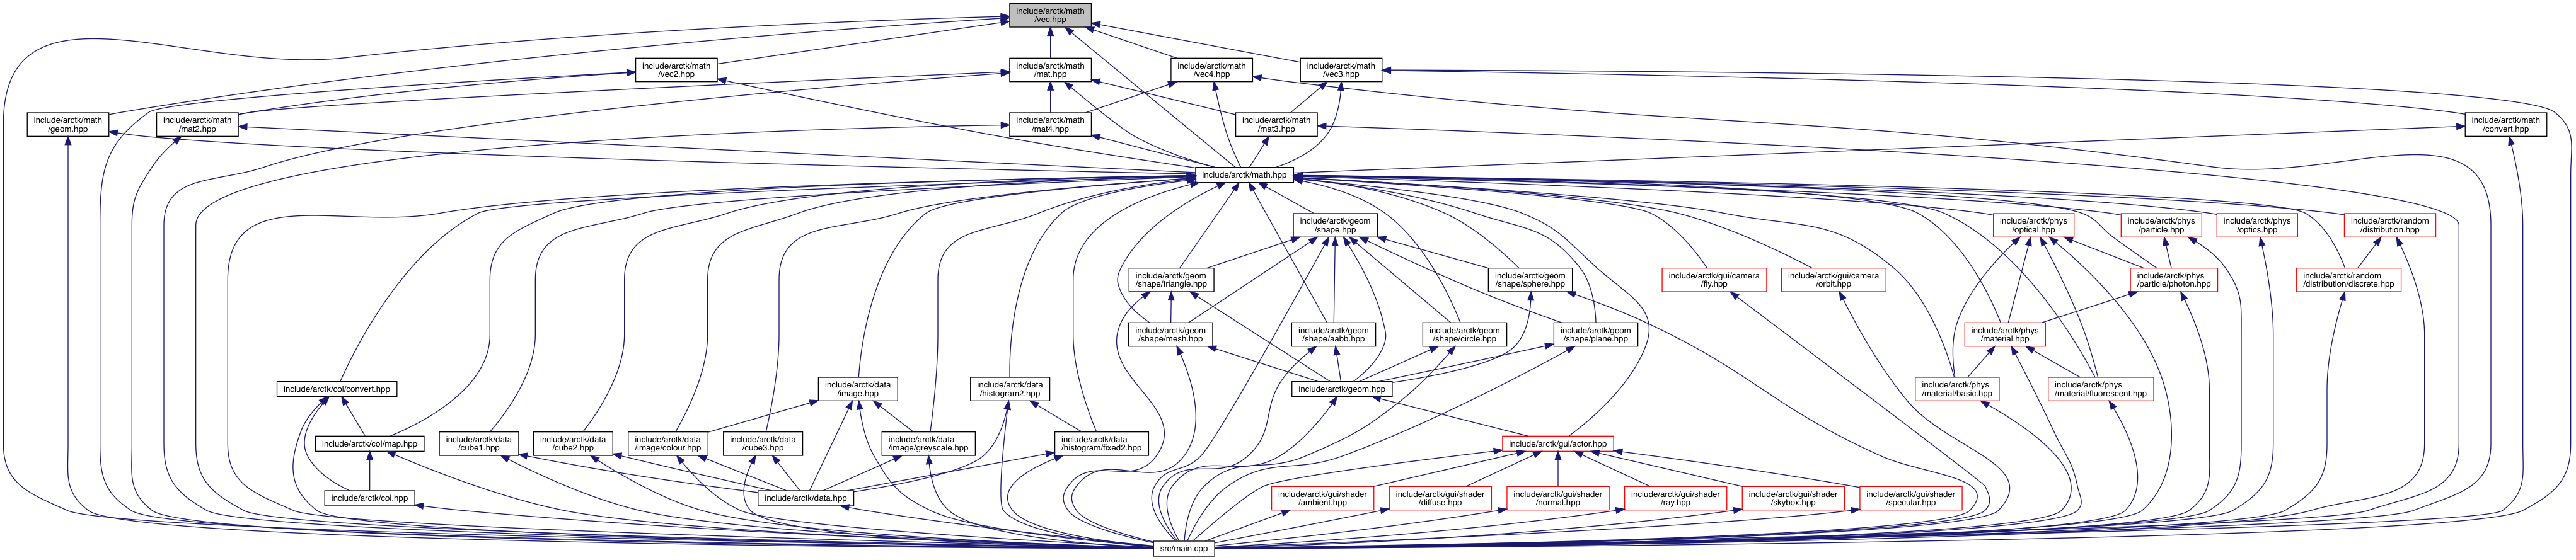 include/arctk/math
/vec.hpp
include/arctk/math
/vec2.hpp
include/arctk/math
/mat.hpp
include/arctk/math
/vec4.hpp
include/arctk/math
/vec3.hpp
include/arctk/math
/geom.hpp
include/arctk/math
/mat2.hpp
include/arctk/math
/mat4.hpp
include/arctk/math
/mat3.hpp
include/arctk/math
/convert.hpp
include/arctk/math.hpp
include/arctk/geom
/shape.hpp
include/arctk/phys
/optical.hpp
include/arctk/phys
/particle.hpp
include/arctk/phys
/optics.hpp
include/arctk/random
/distribution.hpp
include/arctk/geom
/shape/triangle.hpp
include/arctk/geom
/shape/sphere.hpp
include/arctk/gui/camera
/fly.hpp
include/arctk/gui/camera
/orbit.hpp
include/arctk/phys
/particle/photon.hpp
include/arctk/random
/distribution/discrete.hpp
include/arctk/geom
/shape/mesh.hpp
include/arctk/geom
/shape/aabb.hpp
include/arctk/geom
/shape/circle.hpp
include/arctk/geom
/shape/plane.hpp
include/arctk/phys
/material.hpp
include/arctk/col/convert.hpp
include/arctk/data
/image.hpp
include/arctk/data
/histogram2.hpp
include/arctk/geom.hpp
include/arctk/phys
/material/basic.hpp
include/arctk/phys
/material/fluorescent.hpp
include/arctk/col/map.hpp
include/arctk/data
/cube1.hpp
include/arctk/data
/cube2.hpp
include/arctk/data
/image/colour.hpp
include/arctk/data
/cube3.hpp
include/arctk/data
/image/greyscale.hpp
include/arctk/data
/histogram/fixed2.hpp
include/arctk/gui/actor.hpp
include/arctk/col.hpp
include/arctk/data.hpp
include/arctk/gui/shader
/ambient.hpp
include/arctk/gui/shader
/diffuse.hpp
include/arctk/gui/shader
/normal.hpp
include/arctk/gui/shader
/ray.hpp
include/arctk/gui/shader
/skybox.hpp
include/arctk/gui/shader
/specular.hpp
src/main.cpp